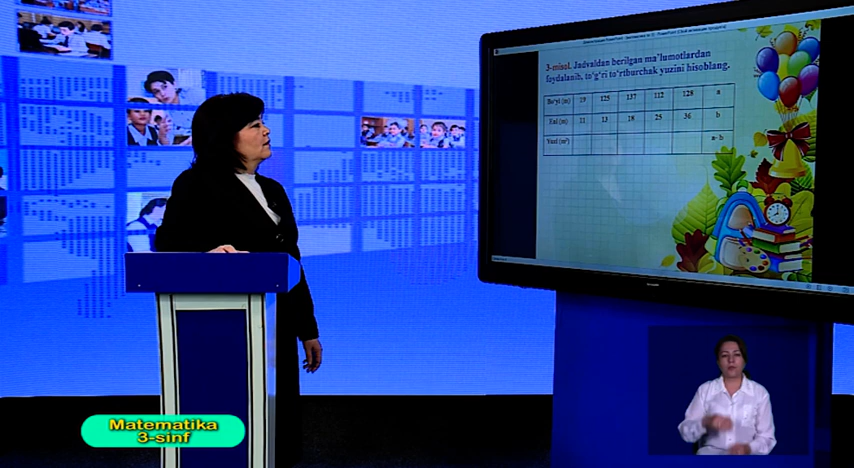 3-misol. Jadvaldan berilgan ma'lumotlardan
foydalanib, to'g'ri to'rtburchak yuzini hisoblang.
Bo'yi (m) 19 125 137 112 128 a
Eni (m) 11 13 18 25 36 b
Yuzi (m²) a·b
Matematika
3-sinf